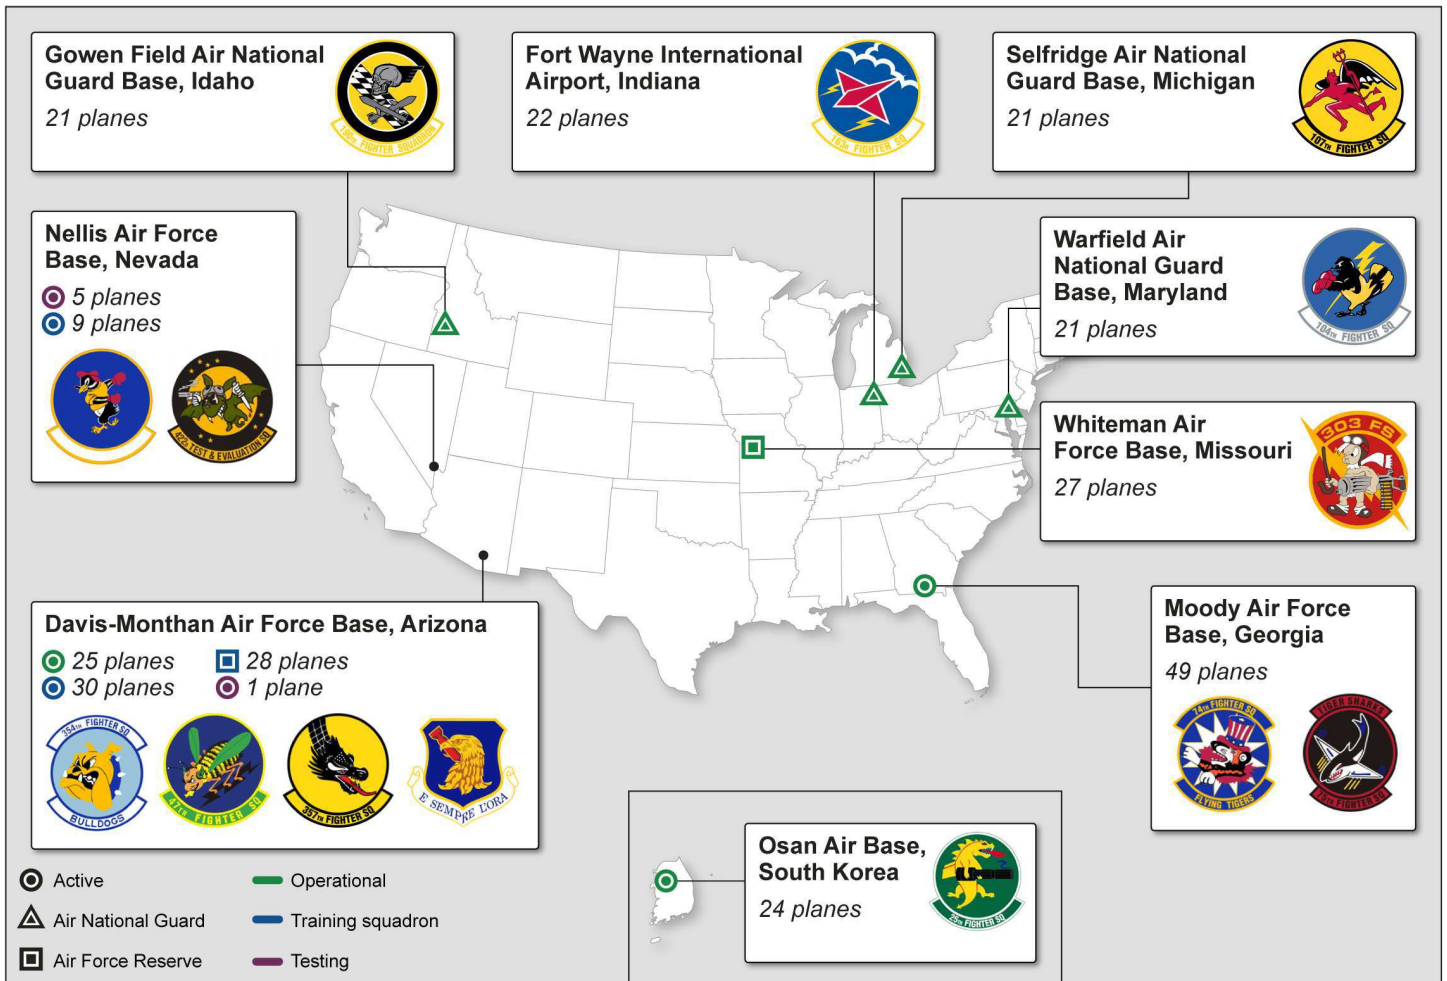 Gowen Field Air National
Guard Base, Idaho
21 planes
190TH FIGHTER SQUADRON
Fort Wayne International
Airport, Indiana
22 planes
163D FIGHTER SQ
Selfridge Air National
Guard Base, Michigan
21 planes
107TH FIGHTER SQ
Nellis Air Force
Base, Nevada
5 planes
9 planes
422D TEST & EVALUATION SQ
Warfield Air
National Guard
Base, Maryland
21 planes
104TH FIGHTER SQ
Whiteman Air
Force Base, Missouri
27 planes
303 FS
Davis-Monthan Air Force Base, Arizona
25 planes
28 planes
30 planes
1 plane
354TH FIGHTER SQ
BULLDOGS
47TH FIGHTER SQ
357TH FIGHTER SQ
E SEMPRE L'ORA
Moody Air Force
Base, Georgia
49 planes
74TH FIGHTER SQ
FLYING TIGERS
TIGER SHARKS
75TH FIGHTER SQ
Osan Air Base,
South Korea
24 planes
25TH FIGHTER SQ
Active
Operational
Air National Guard
Training squadron
Air Force Reserve
Testing